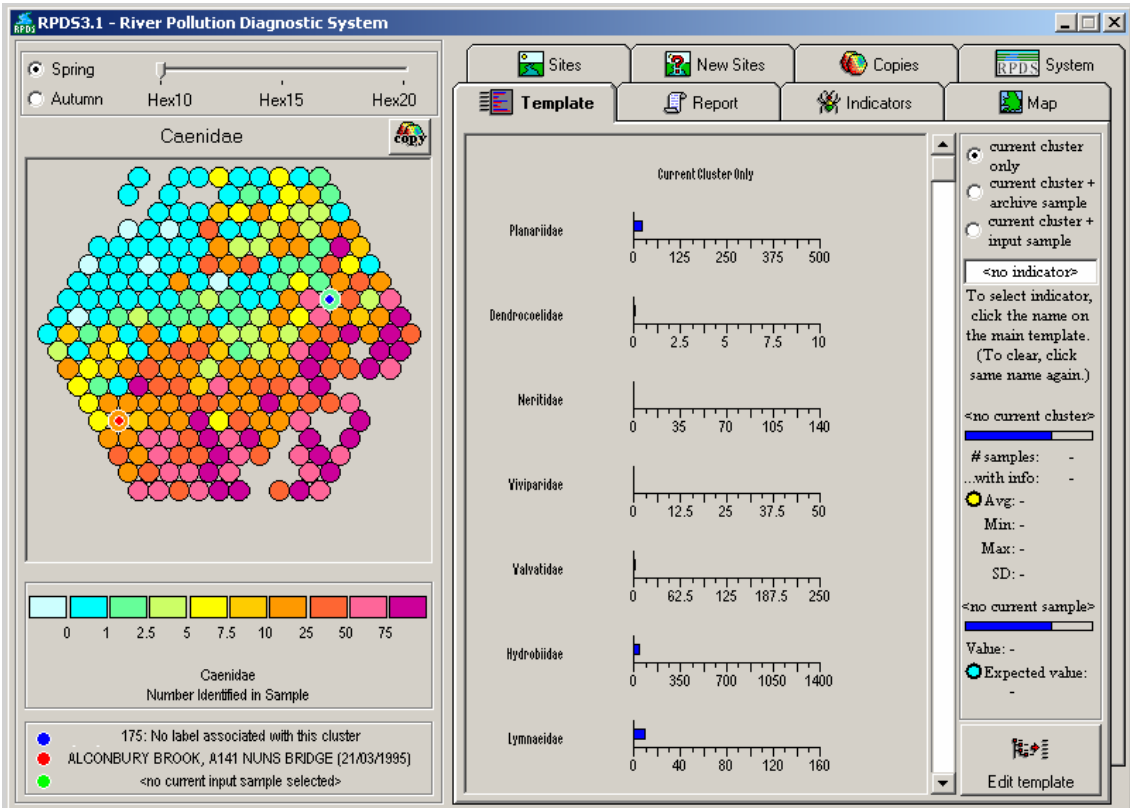 RPDS3.1 - River Pollution Diagnostic System
Spring
Autumn
Hex10 Hex15 Hex20
Caenidae
copy
0 1 2.5 5 7.5 10 25 50 75
Caenidae
Number Identified in Sample
175: No label associated with this cluster
ALCONBURY BROOK, A141 NUNS BRIDGE (21/03/1995)
<no current input sample selected>
Sites New Sites Copies RPDS System
Template Report Indicators Map
Current Cluster Only
Planariidae
0 125 250 375 500
Dendrocoelidae
0 2.5 5 7.5 10
Neritidae
0 35 70 105 140
Viviparidae
0 12.5 25 37.5 50
Valvatidae
0 62.5 125 187.5 250
Hydrobiidae
0 350 700 1050 1400
Lymnaeidae
0 40 80 120 160
current cluster
only
current cluster +
archive sample
current cluster +
input sample
<no indicator>
To select indicator,
click the name on
the main template.
(To clear, click
same name again.)
<no current cluster>
# samples: -
...with info: -
Avg: -
Min: -
Max: -
SD: -
<no current sample>
Value: -
Expected value:
-
Edit template